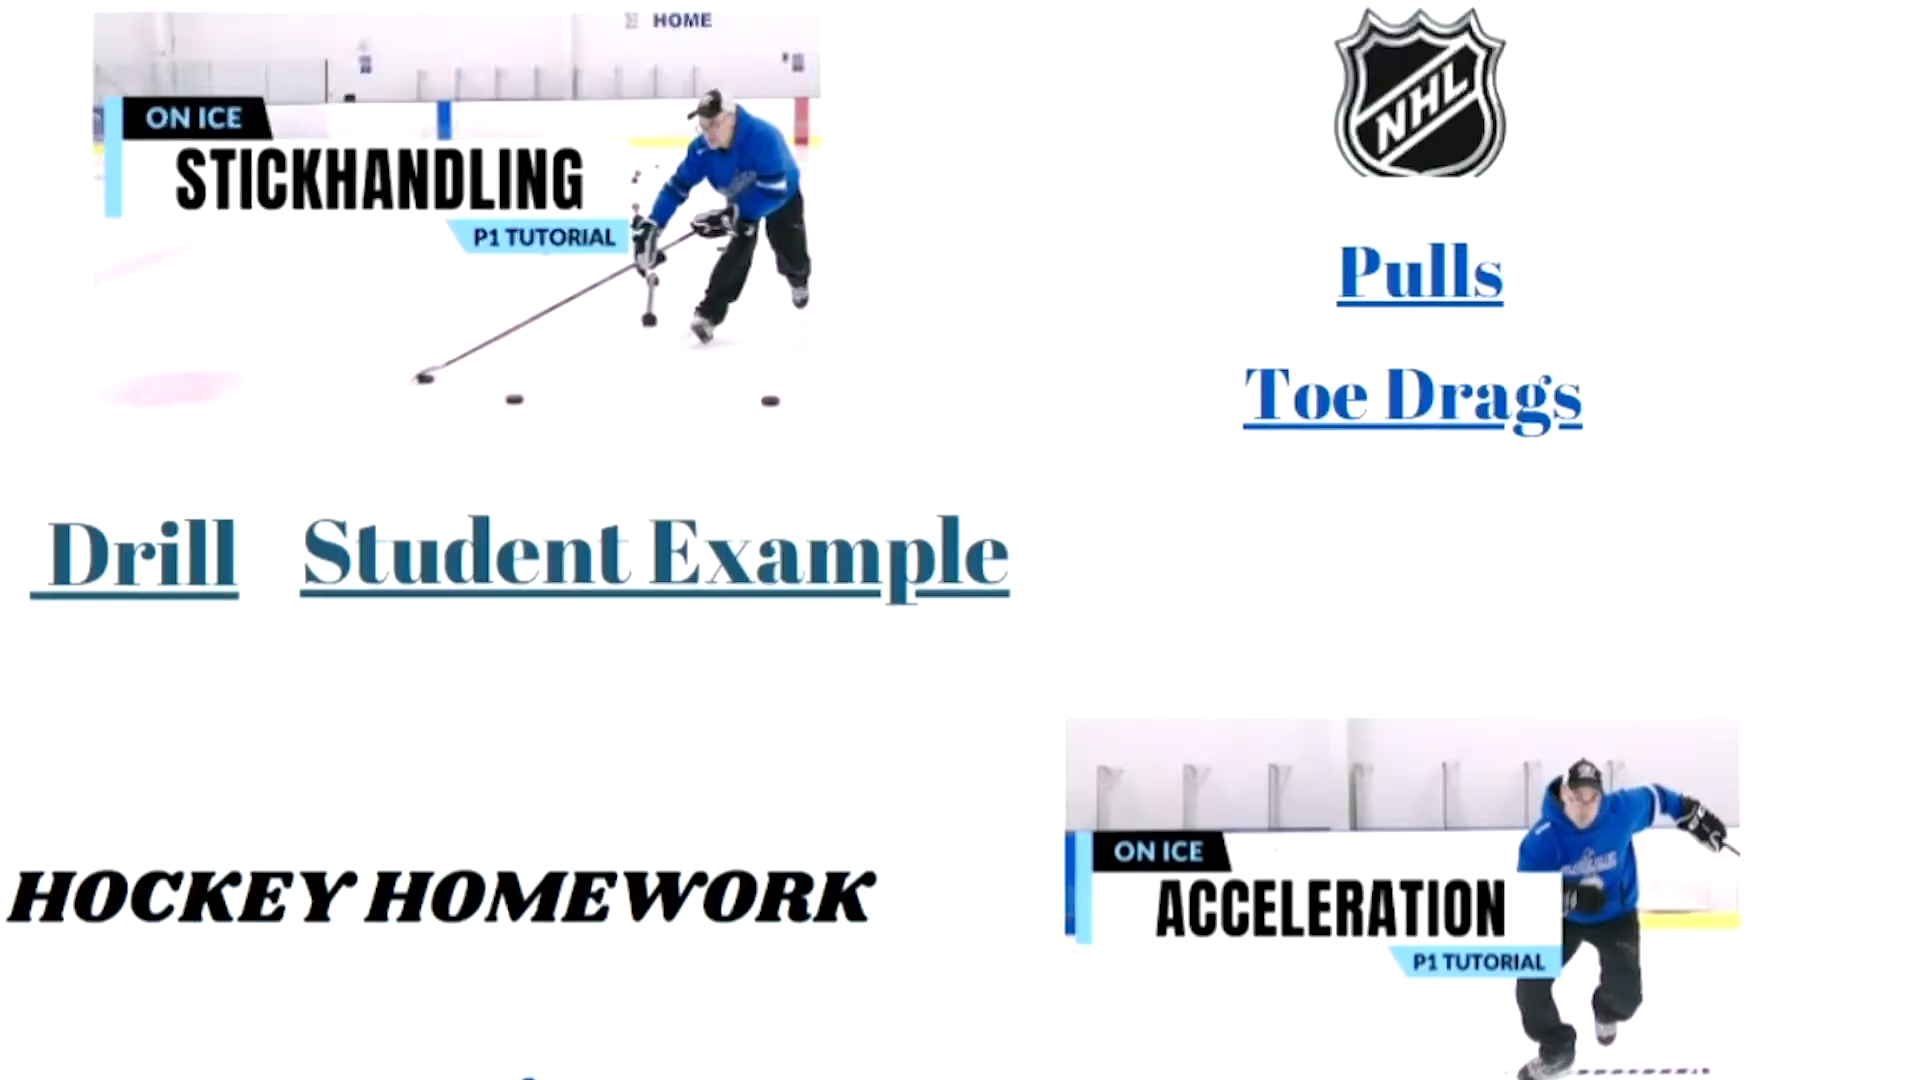 HOME
ON ICE
STICKHANDLING
P1 TUTORIAL
NHL
Pulls
Toe Drags
Drill Student Example
HOCKEY HOMEWORK
ON ICE
ACCELERATION
P1 TUTORIAL